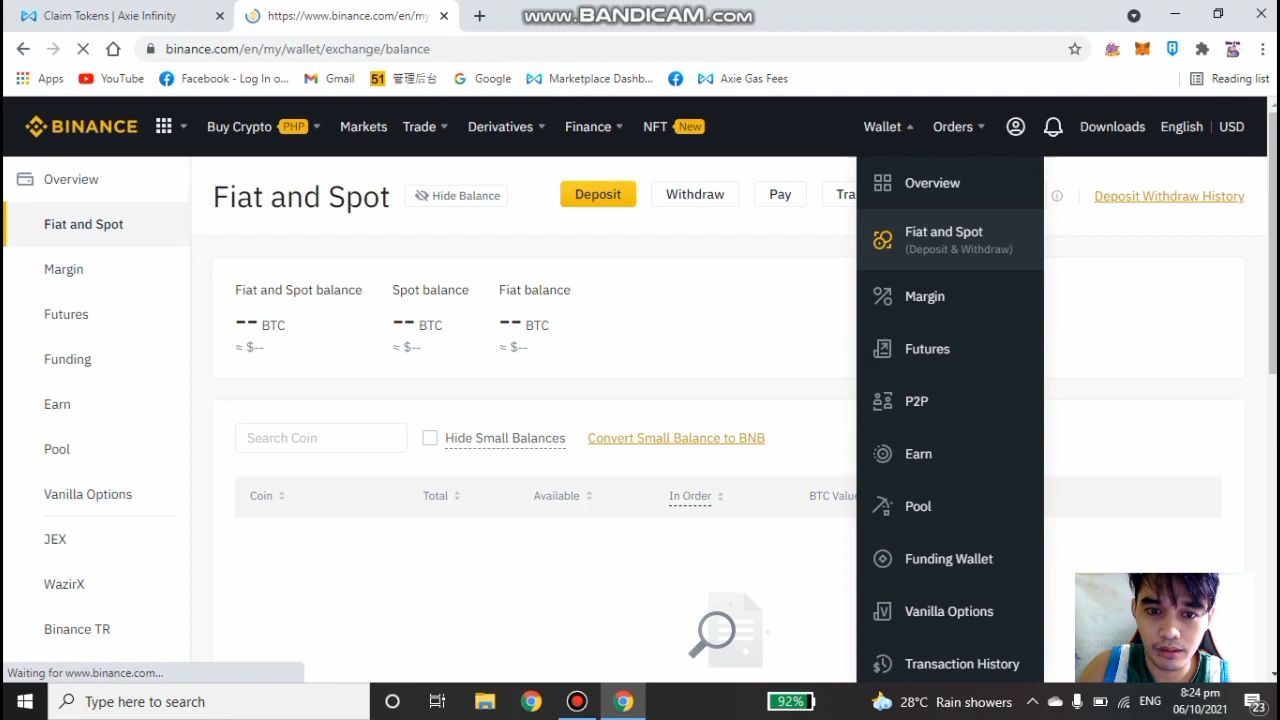 Claim Tokens | Axie Infinity
https://www.binance.com/en/my
www.BANDICAM.com
binance.com/en/my/wallet/exchange/balance
Apps
YouTube
Facebook - Log In o...
Gmail
51 管理后台
Google
Marketplace Dashb...
Axie Gas Fees
Reading list
BINANCE
Buy Crypto PHP
Markets
Trade
Derivatives
Finance
NFT New
Wallet
Orders
Downloads
English | USD
Overview
Fiat and Spot
Margin
Futures
Funding
Earn
Pool
Vanilla Options
JEX
WazirX
Binance TR
Fiat and Spot
Hide Balance
Deposit
Withdraw
Pay
Tra
Deposit Withdraw History
Fiat and Spot balance
Spot balance
Fiat balance
-- BTC
-- BTC
-- BTC
≈ $--
≈ $--
≈ $--
Search Coin
Hide Small Balances
Convert Small Balance to BNB
Coin
Total
Available
In Order
BTC Value
Overview
Fiat and Spot
(Deposit & Withdraw)
Margin
Futures
P2P
Earn
Pool
Funding Wallet
Vanilla Options
Transaction History
Waiting for www.binance.com...
Type here to search
92%
28°C Rain showers
ENG
8:24 pm
06/10/2021
23